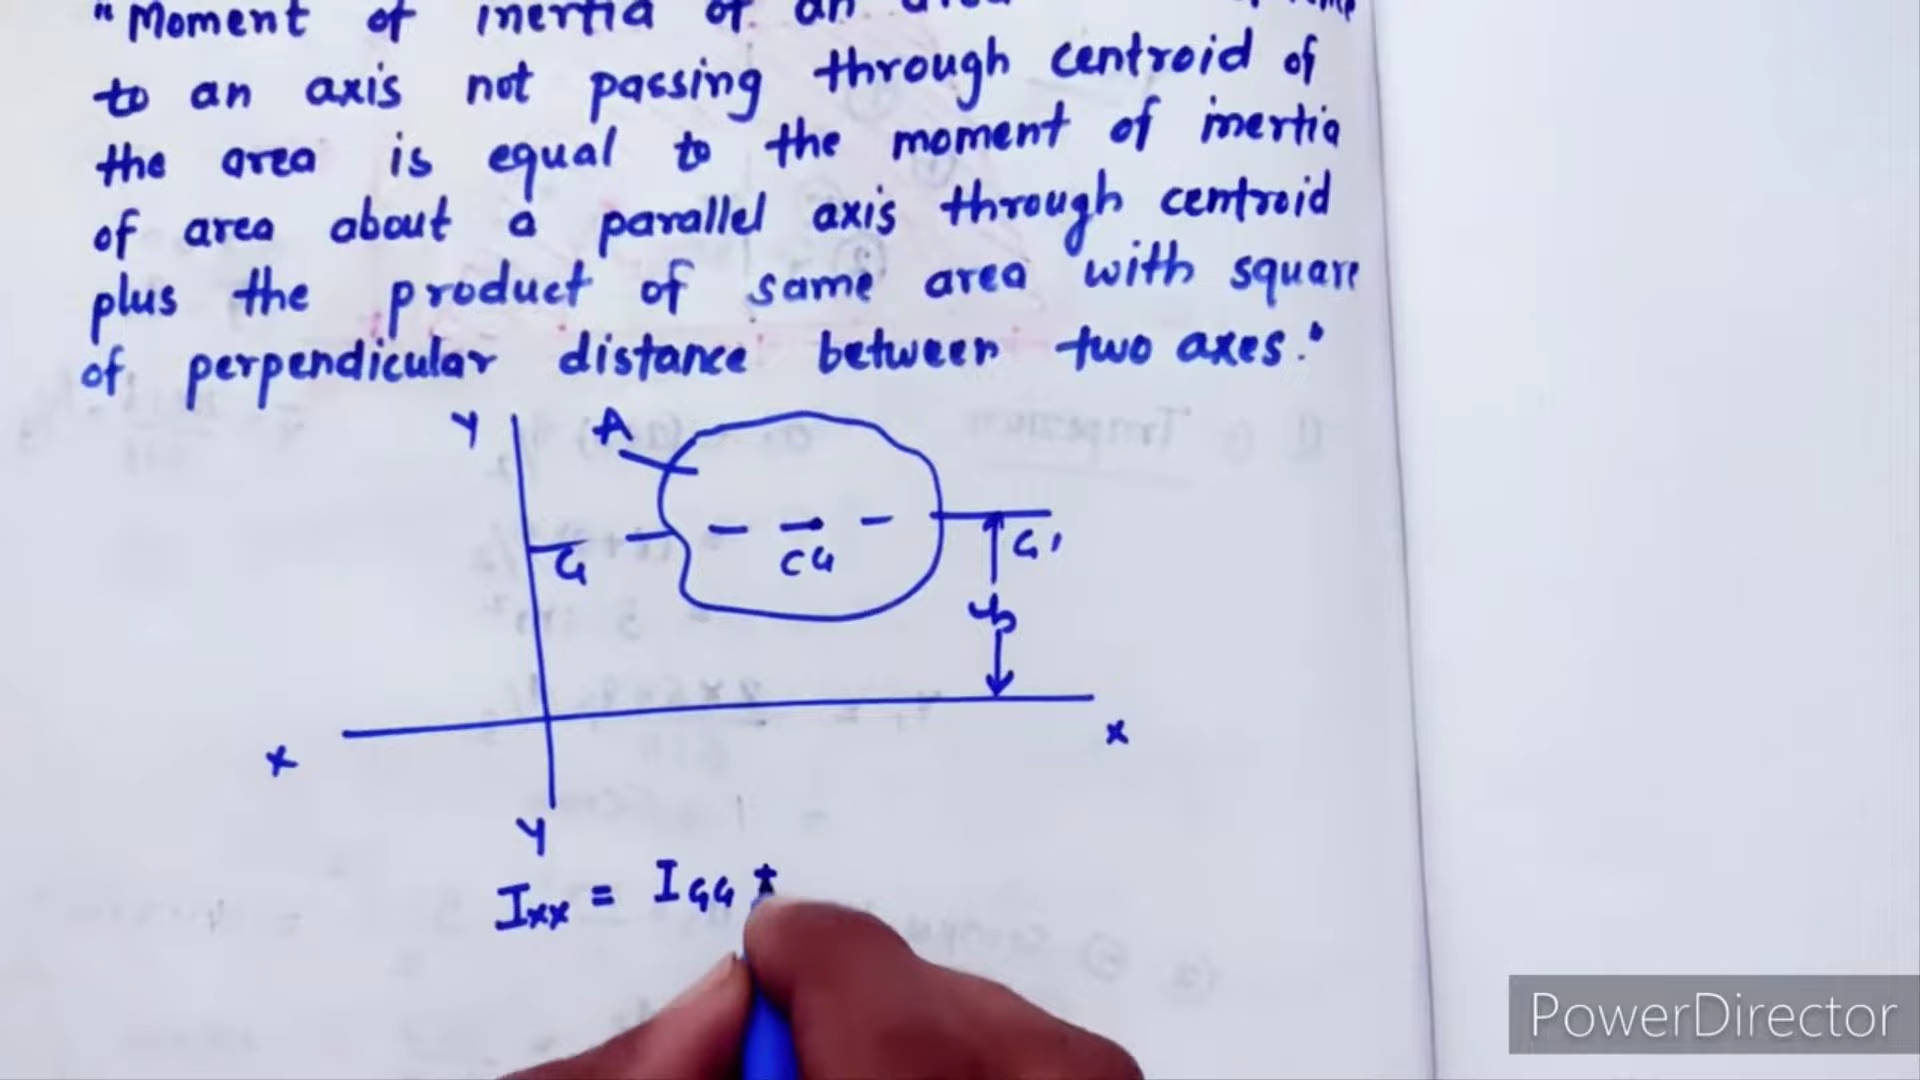 "Moment of inertia of an
to an axis not passing through centroid of
the area is equal to the moment of inertia
of area about a parallel axis through centroid
plus the product of same area with square
of perpendicular distance between two axes."
Y A
G CG G'
X X
Y
Ixx = IGG +
PowerDirector